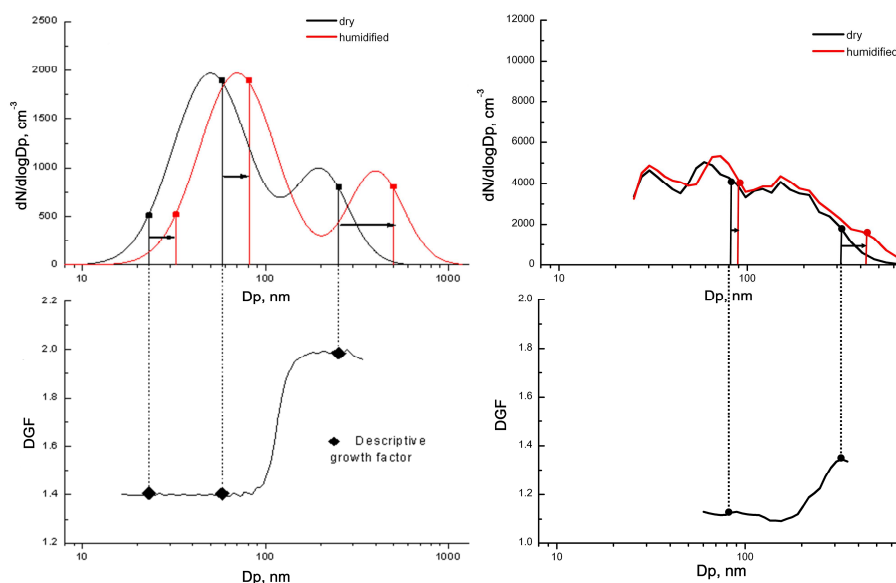 2500
2000
1500
1000
500
0
dN/dlogDp, cm-3
dry
humidified
10
100
1000
Dp, nm
2.2
2.0
1.8
1.6
1.4
1.2
DGF
Descriptive
growth factor
10
100
1000
Dp, nm
12000
10000
8000
6000
4000
2000
0
dN/dlogDp, cm-3
dry
humidified
10
100
Dp, nm
2.0
1.8
1.6
1.4
1.2
1.0
DGF
10
100
Dp, nm